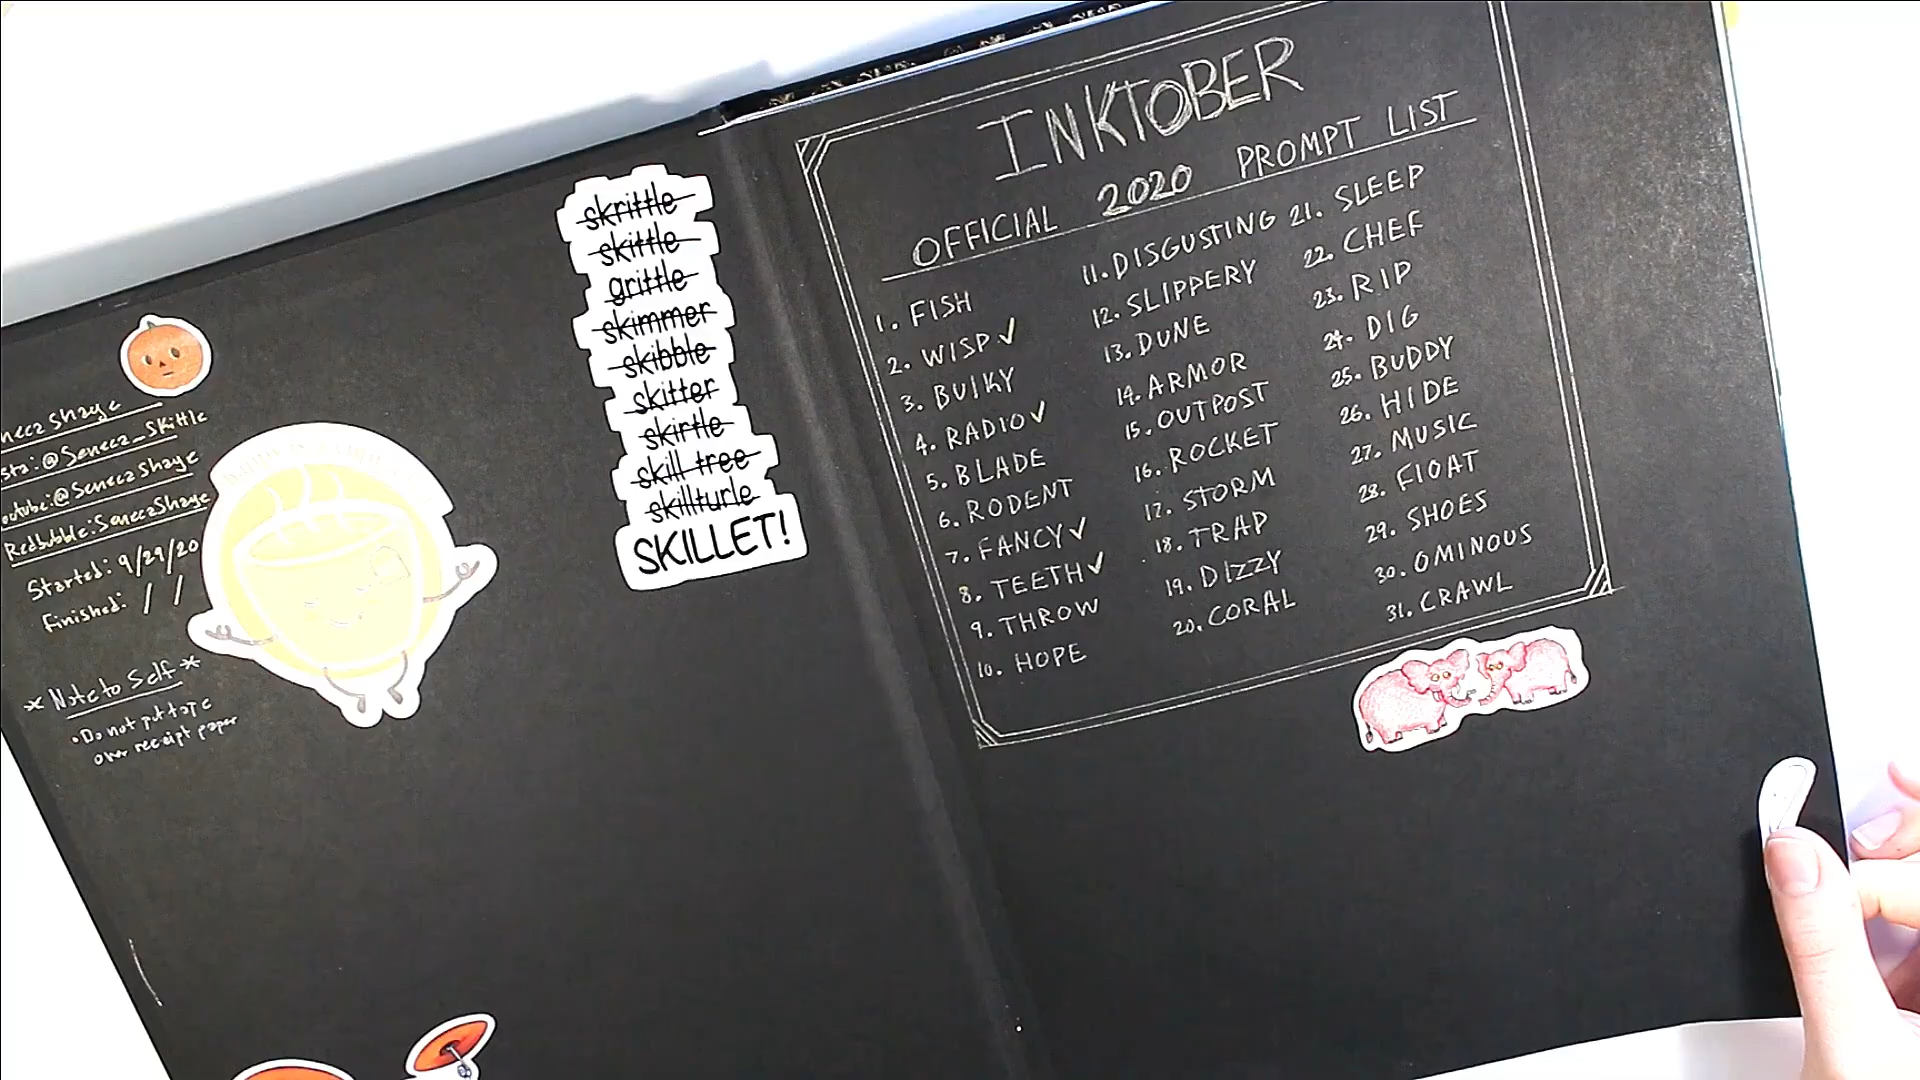 Seneca Shaye
sta: @Seneca_Skittle
outube: @SenecaShaye
Redbubble: SenecaShaye
Started: 9/29/20
Finished: / /
* Note to Self *
• Do not put tape
over receipt paper
skrittle
skittle
grittle
skimmer
skibble
skitter
skirtle
skill tree
skillturle
SKILLET!
INKTOBER
OFFICIAL 2020 PROMPT LIST
1. FISH
2. WISP ✓
3. BUlKY
4. RADIO ✓
5. BLADE
6. RODENT
7. FANCY ✓
8. TEETH ✓
9. THROW
10. HOPE
11. DISGUSTING
12. SLIPPERY
13. DUNE
14. ARMOR
15. OUTPOST
16. ROCKET
17. STORM
18. TRAP
19. DIZZY
20. CORAL
21. SLEEP
22. CHEF
23. RIP
24. DIG
25. BUDDY
26. HIDE
27. MUSIC
28. FlOAT
29. SHOES
30. OMINOUS
31. CRAWL